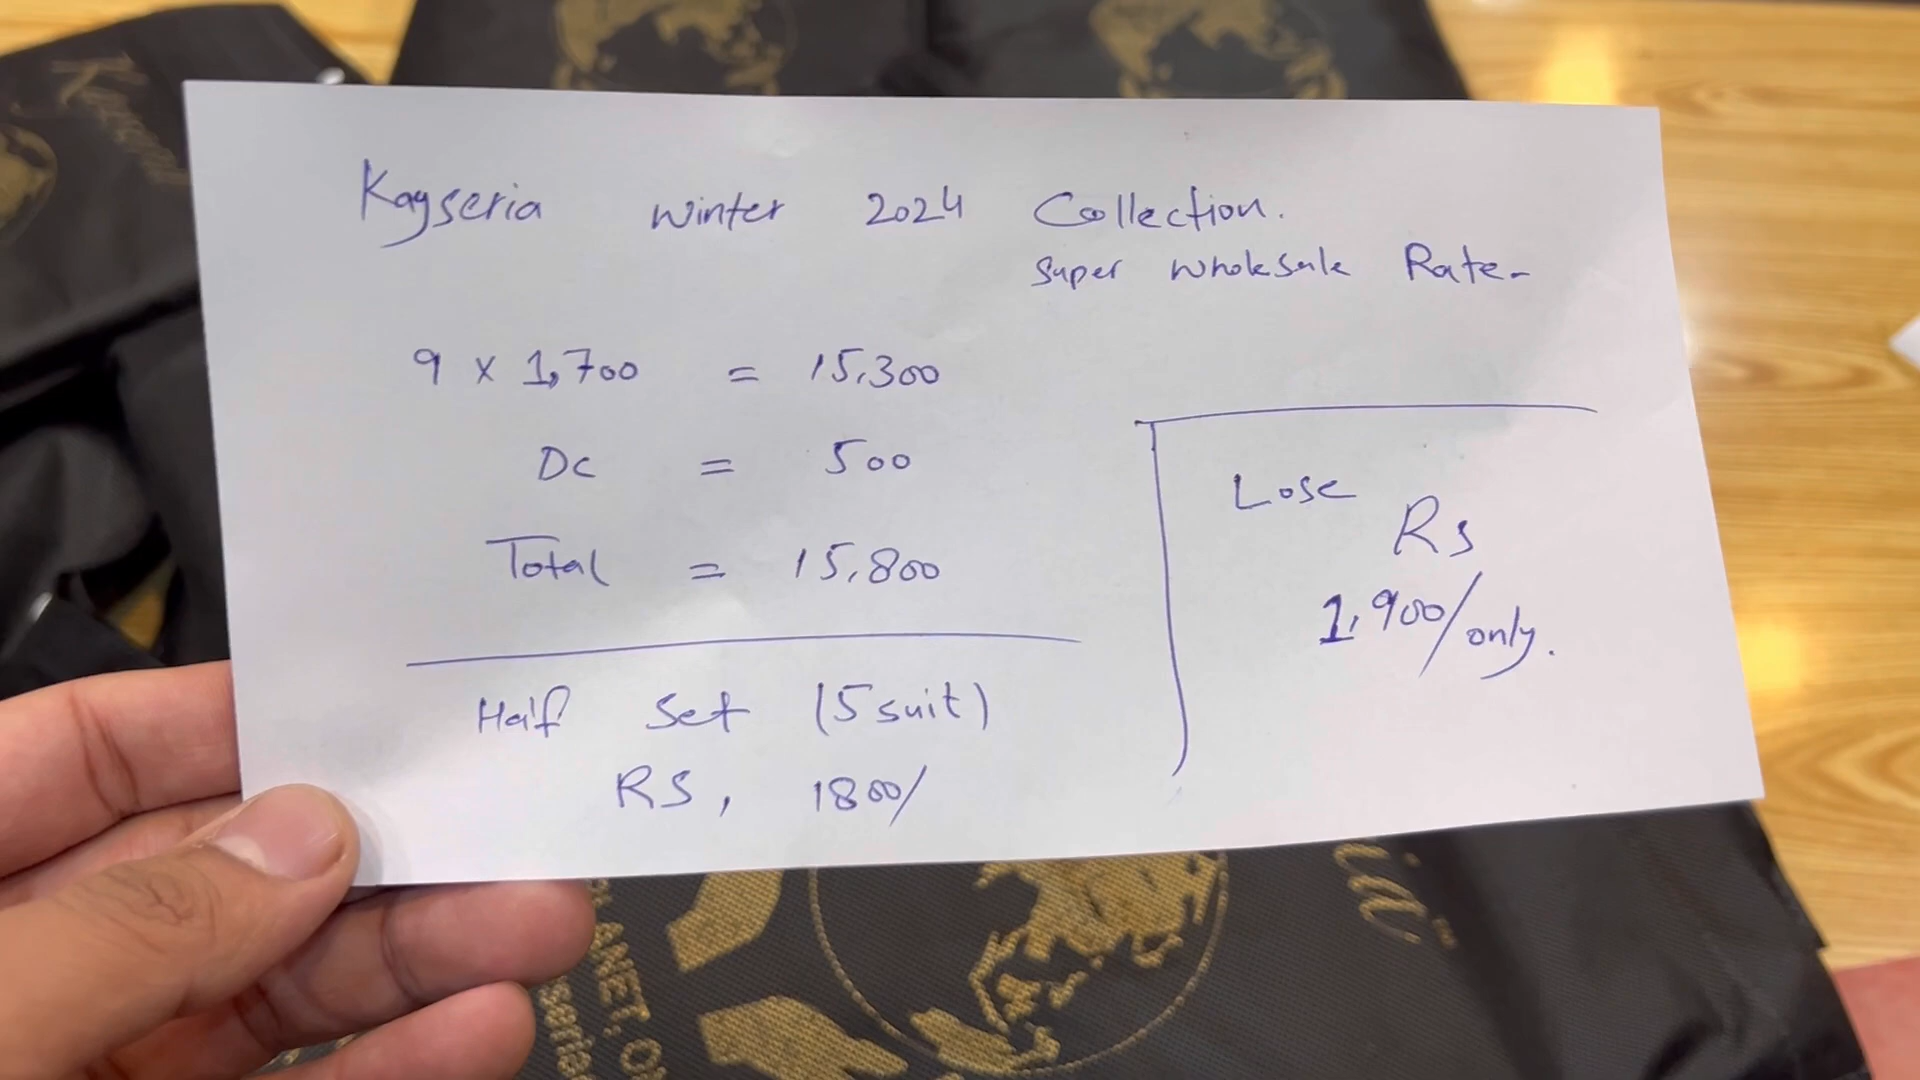 Kayseria winter 2024 Collection.
Super wholesale Rate-
9 x 1,700 = 15,300
DC = 500
Total = 15,800
Half Set (5 suit)
RS, 1800/
Lose
Rs
1,900/only.
ANET, O